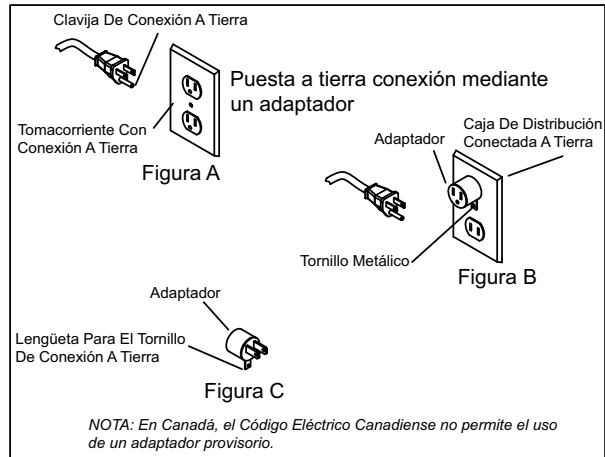 Clavija De Conexión A Tierra
Puesta a tierra conexión mediante
un adaptador
Tomacorriente Con
Conexión A Tierra
Figura A
Adaptador
Caja De Distribución
Conectada A Tierra
Tornillo Metálico
Figura B
Adaptador
Lengüeta Para El Tornillo
De Conexión A Tierra
Figura C
NOTA: En Canadá, el Código Eléctrico Canadiense no permite el uso
de un adaptador provisorio.